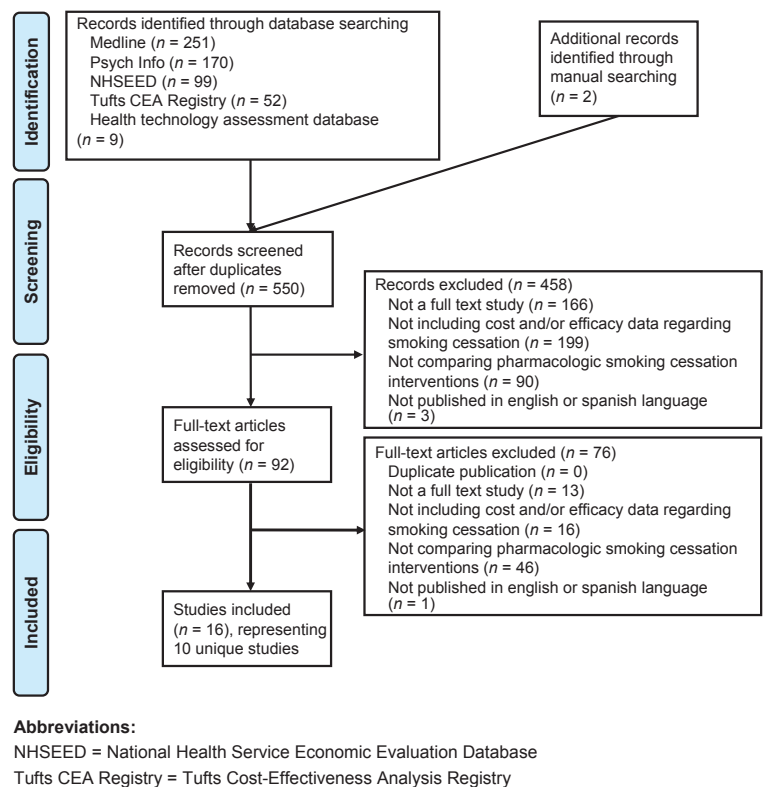 Identification
Records identified through database searching
Medline (n = 251)
Psych Info (n = 170)
NHSEED (n = 99)
Tufts CEA Registry (n = 52)
Health technology assessment database
(n = 9)
Additional records
identified through
manual searching
(n = 2)
Screening
Records screened
after duplicates
removed (n = 550)
Records excluded (n = 458)
Not a full text study (n = 166)
Not including cost and/or efficacy data regarding
smoking cessation (n = 199)
Not comparing pharmacologic smoking cessation
interventions (n = 90)
Not published in english or spanish language
(n = 3)
Eligibility
Full-text articles
assessed for
eligibility (n = 92)
Full-text articles excluded (n = 76)
Duplicate publication (n = 0)
Not a full text study (n = 13)
Not including cost and/or efficacy data regarding
smoking cessation (n = 16)
Not comparing pharmacologic smoking cessation
interventions (n = 46)
Not published in english or spanish language
(n = 1)
Included
Studies included
(n = 16), representing
10 unique studies
Abbreviations:
NHSEED = National Health Service Economic Evaluation Database
Tufts CEA Registry = Tufts Cost-Effectiveness Analysis Registry